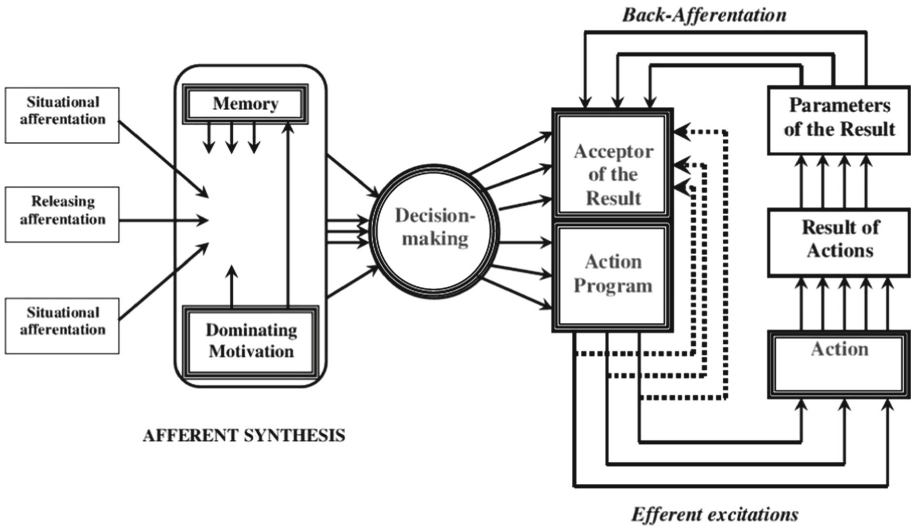 Back-Afferentation
Situational
afferentation
Releasing
afferentation
Situational
afferentation
Memory
Dominating
Motivation
AFFERENT SYNTHESIS
Decision-
making
Acceptor
of the
Result
Action
Program
Parameters
of the Result
Result of
Actions
Action
Efferent excitations